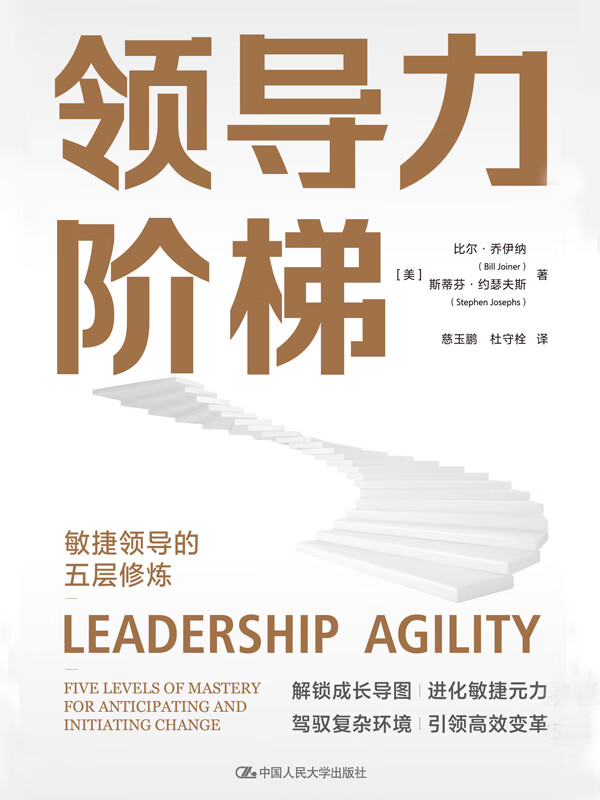 领导力
阶梯
[美]
比尔·乔伊纳
(Bill Joiner)
斯蒂芬·约瑟夫斯
(Stephen Josephs)
著
慈玉鹏 杜守栓 译
敏捷领导的
五层修炼
LEADERSHIP AGILITY
FIVE LEVELS OF MASTERY
FOR ANTICIPATING AND
INITIATING CHANGE
解锁成长导图 | 进化敏捷元力
驾驭复杂环境 | 引领高效变革
中国人民大学出版社